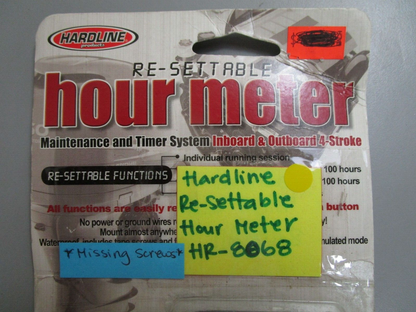 HARDLINE
products
RE-SETTABLE
hour meter
Maintenance and Timer System Inboard & Outboard 4-Stroke
* Individual running session
100 hours
RE-SETTABLE FUNCTIONS
100 hours
All functions are easily re
button
No power or ground wires
Mount almost anywhere
Waterproof, includes
screws and
mulated mode
Hardline
Re-Settable
Hour Meter
HR-8068
*Missing Screws*